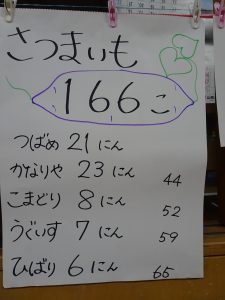 さつまいも
166こ
つばめ 21にん
かなりや 23にん 44
こまどり 8にん 52
うぐいす 7にん 59
ひばり 6にん 65